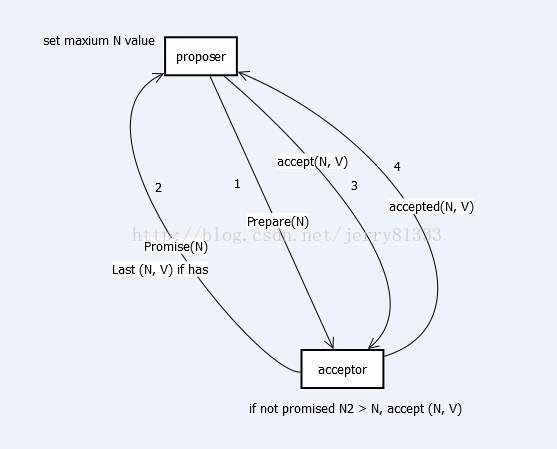 set maxium N value
proposer
accept(N, V)
4
2
1
3
accepted(N, V)
Prepare(N)
http://blog.csdn.net/jerry81333
Promise(N)
Last (N, V) if has
acceptor
if not promised N2 > N, accept (N, V)